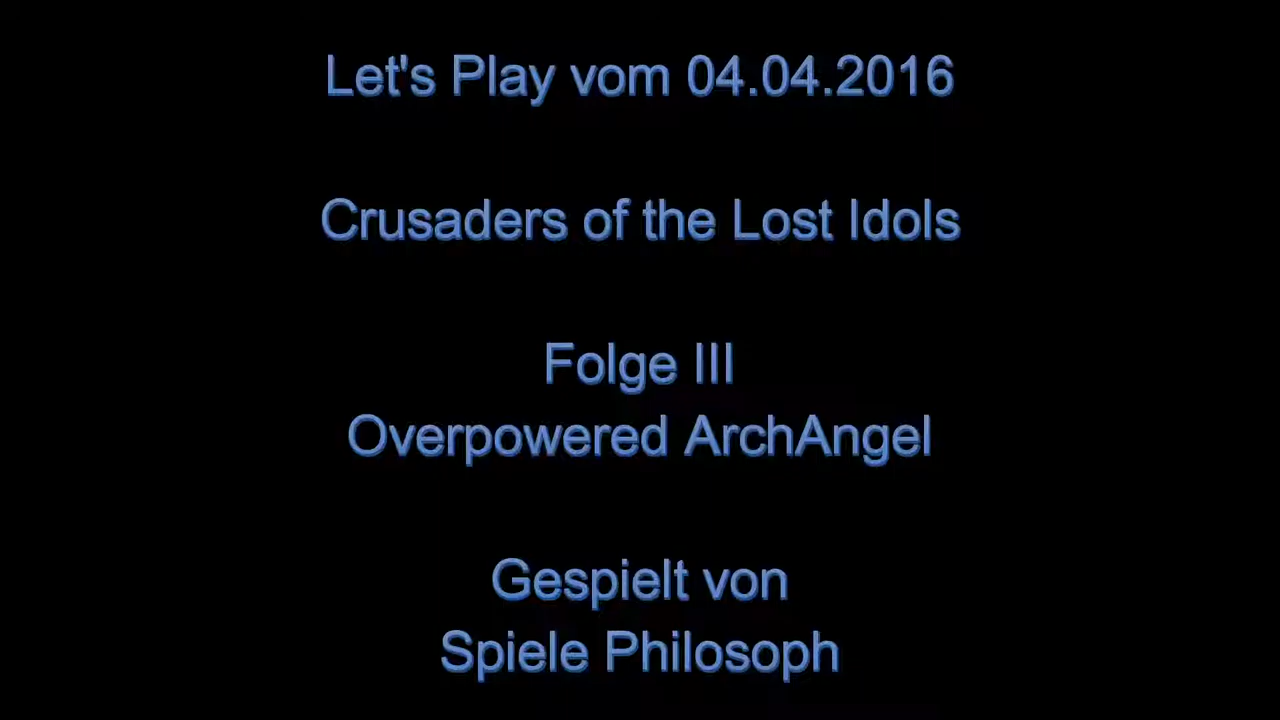 Let's Play vom 04.04.2016
Crusaders of the Lost Idols
Folge III
Overpowered ArchAngel
Gespielt von
Spiele Philosoph